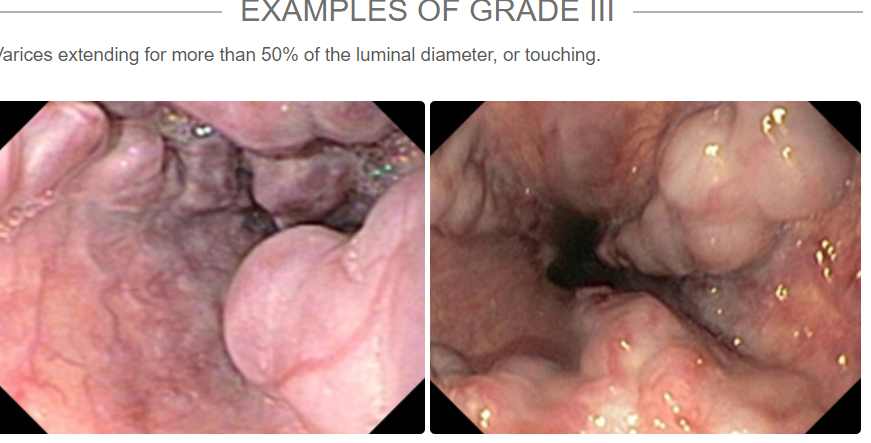 EXAMPLES OF GRADE III
Varices extending for more than 50% of the luminal diameter, or touching.